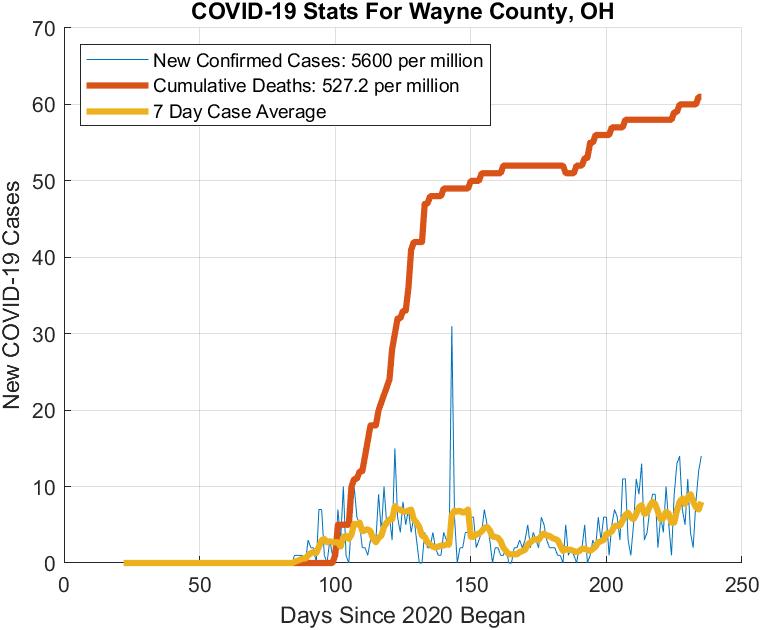 COVID-19 Stats For Wayne County, OH
New Confirmed Cases: 5600 per million
Cumulative Deaths: 527.2 per million
7 Day Case Average
New COVID-19 Cases
70
60
50
40
30
20
10
0
0 50 100 150 200 250
Days Since 2020 Began